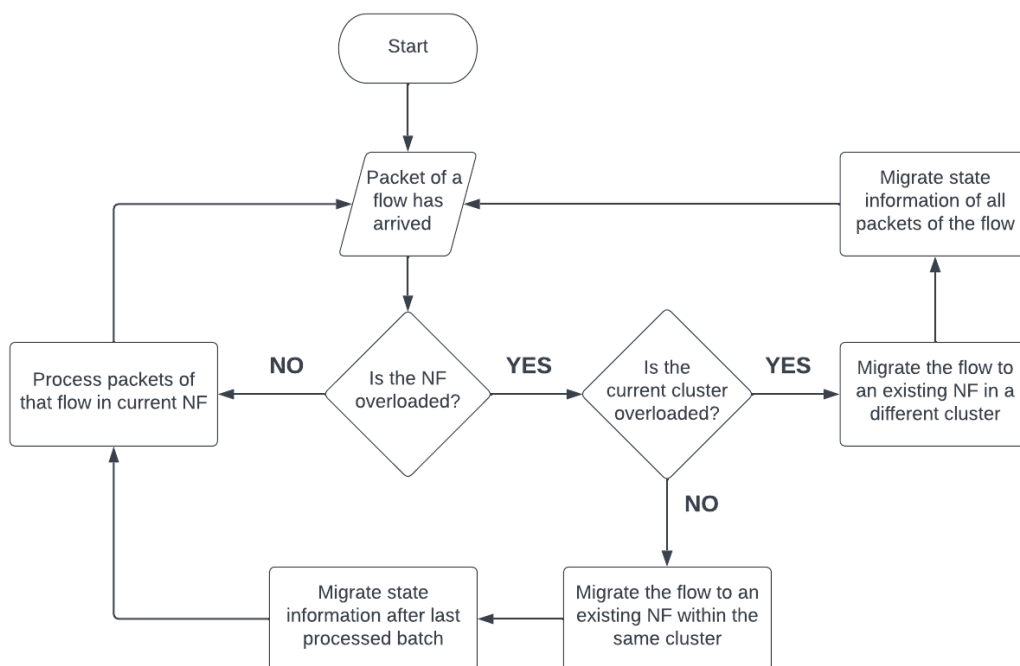 Start
Packet of a
flow has
arrived
Migrate state
information of all
packets of the flow
NO
YES
YES
Process packets of
that flow in current NF
Is the NF
overloaded?
Is the
current cluster
overloaded?
Migrate the flow to
an existing NF in a
different cluster
NO
Migrate state
information after last
processed batch
Migrate the flow to an
existing NF within the
same cluster